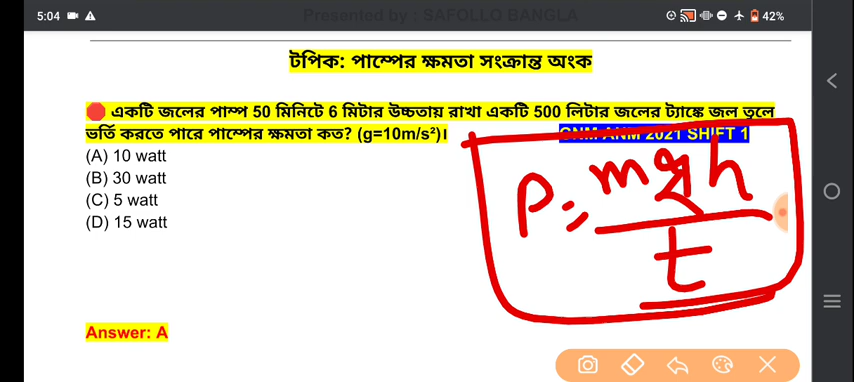 5:04
42%
Presented by : SAFOLLO BANGLA
টপিক: পাম্পের ক্ষমতা সংক্রান্ত অংক
একটি জলের পাম্প 50 মিনিটে 6 মিটার উচ্চতায় রাখা একটি 500 লিটার জলের ট্যাঙ্কে জল তুলে
ভর্তি করতে পারে পাম্পের ক্ষমতা কত? (g=10m/s²)।
GNM ANM 2021 SHIFT 1
(A) 10 watt
(B) 30 watt
(C) 5 watt
(D) 15 watt
P = mgh
t
Answer: A